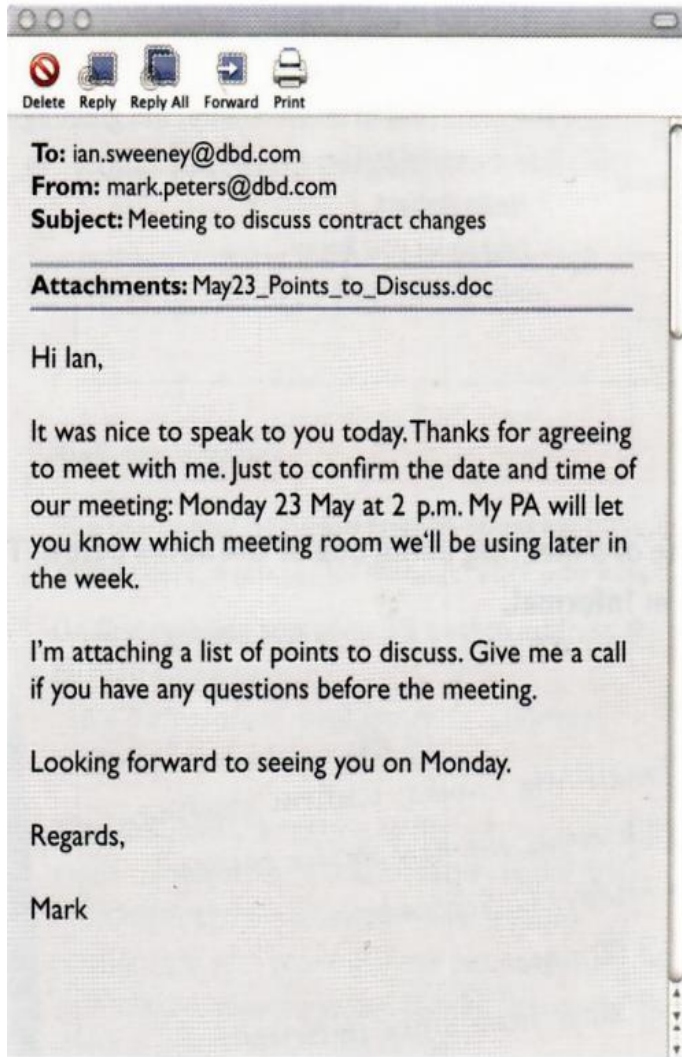 Delete Reply Reply All Forward Print
To: ian.sweeney@dbd.com
From: mark.peters@dbd.com
Subject: Meeting to discuss contract changes
Attachments: May23_Points_to_Discuss.doc
Hi Ian,
It was nice to speak to you today. Thanks for agreeing
to meet with me. Just to confirm the date and time of
our meeting: Monday 23 May at 2 p.m. My PA will let
you know which meeting room we‘ll be using later in
the week.
I’m attaching a list of points to discuss. Give me a call
if you have any questions before the meeting.
Looking forward to seeing you on Monday.
Regards,
Mark